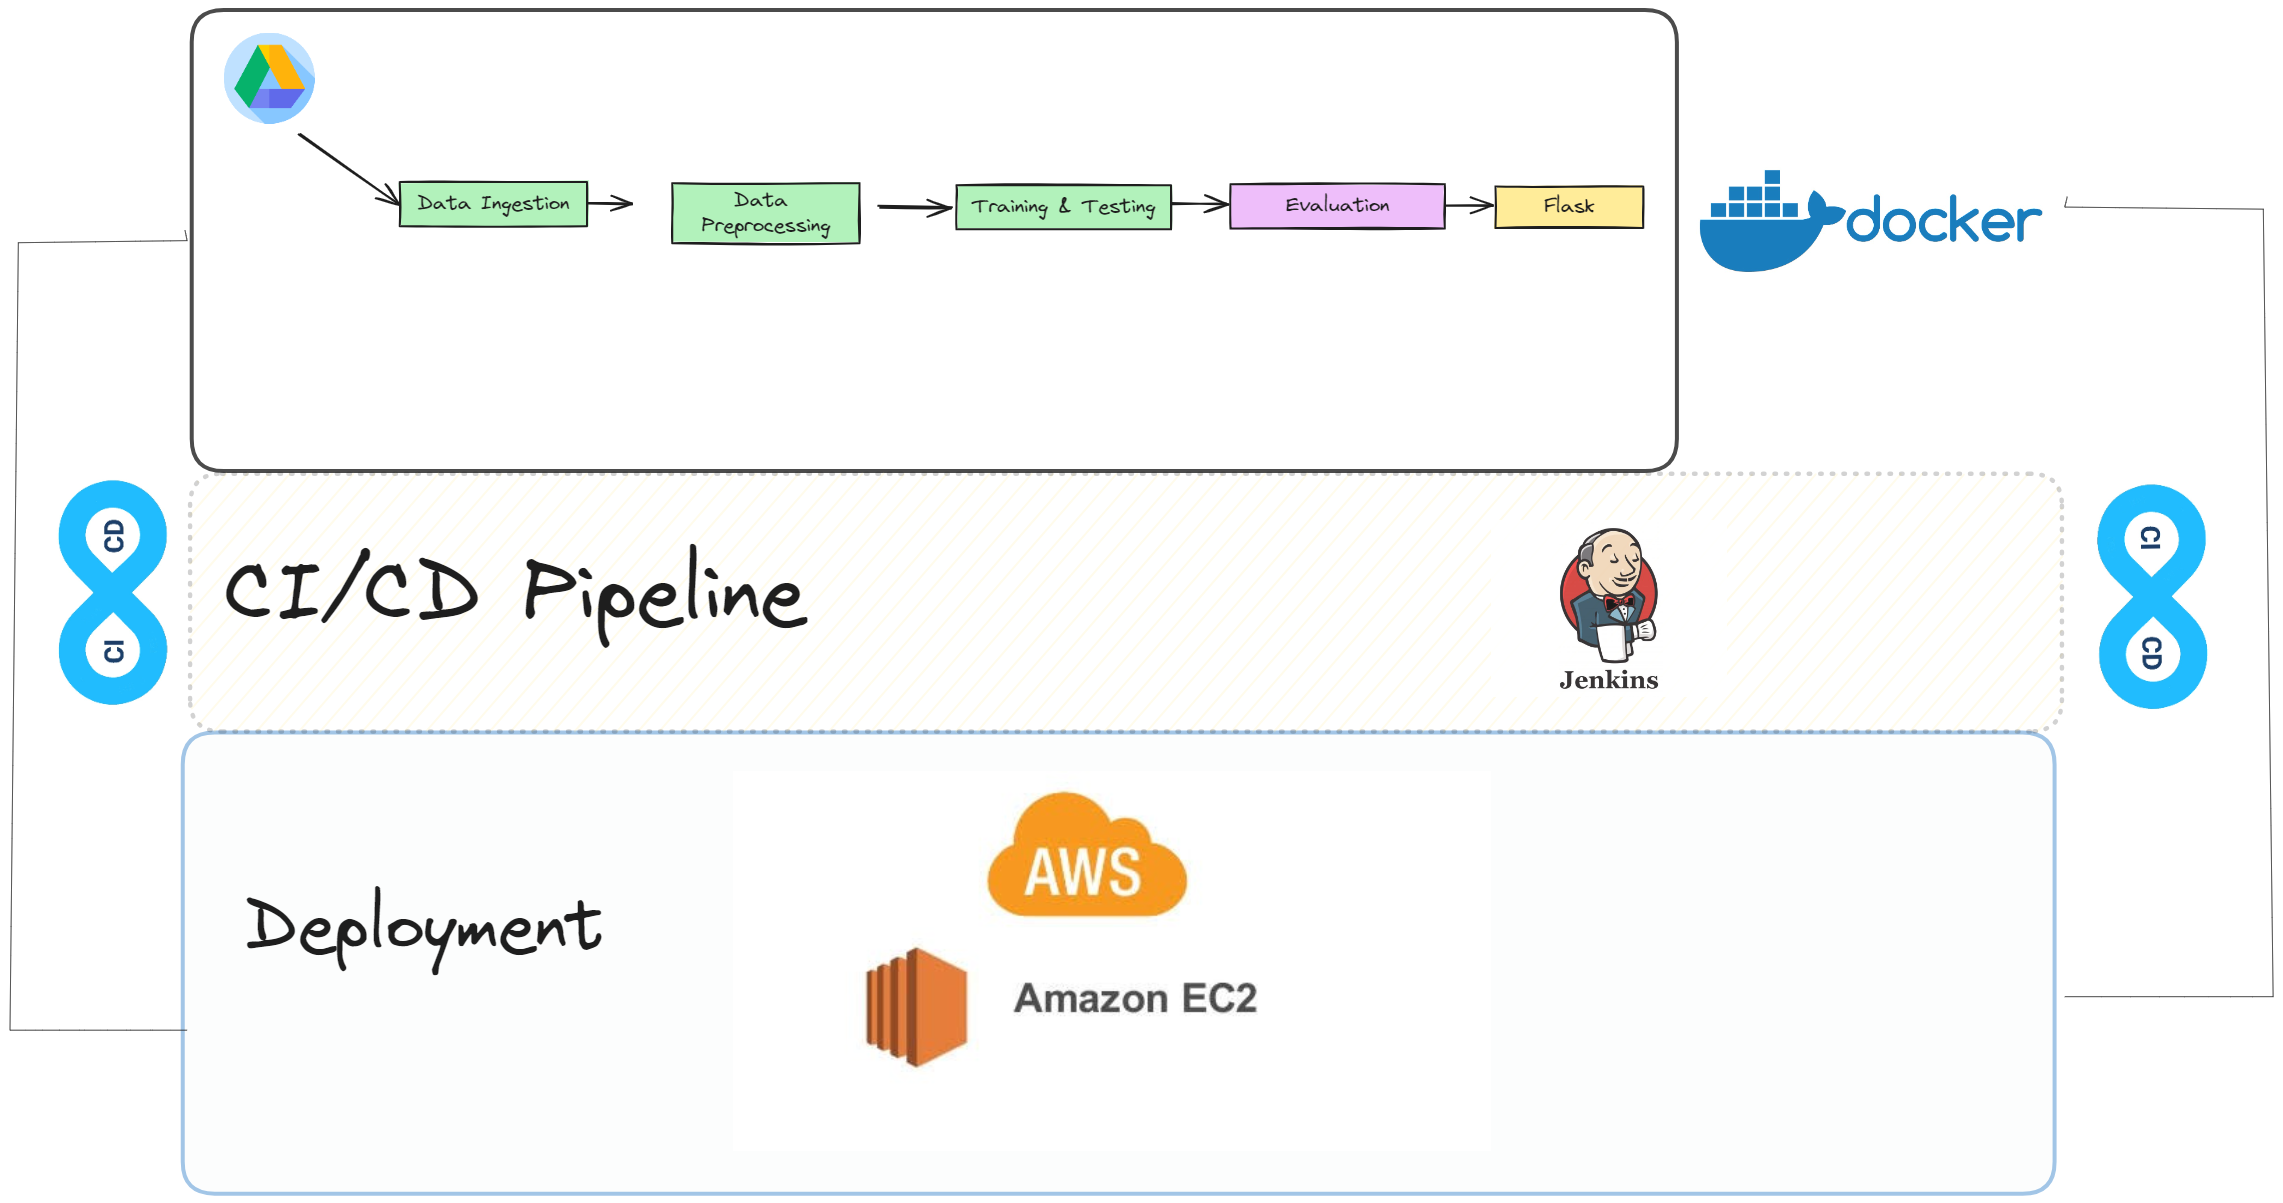 Data Ingestion
Data
Preprocessing
Training & Testing
Evaluation
Flask
docker
CD
CI
CI/CD Pipeline
Jenkins
CI
CD
Deployment
AWS
Amazon EC2